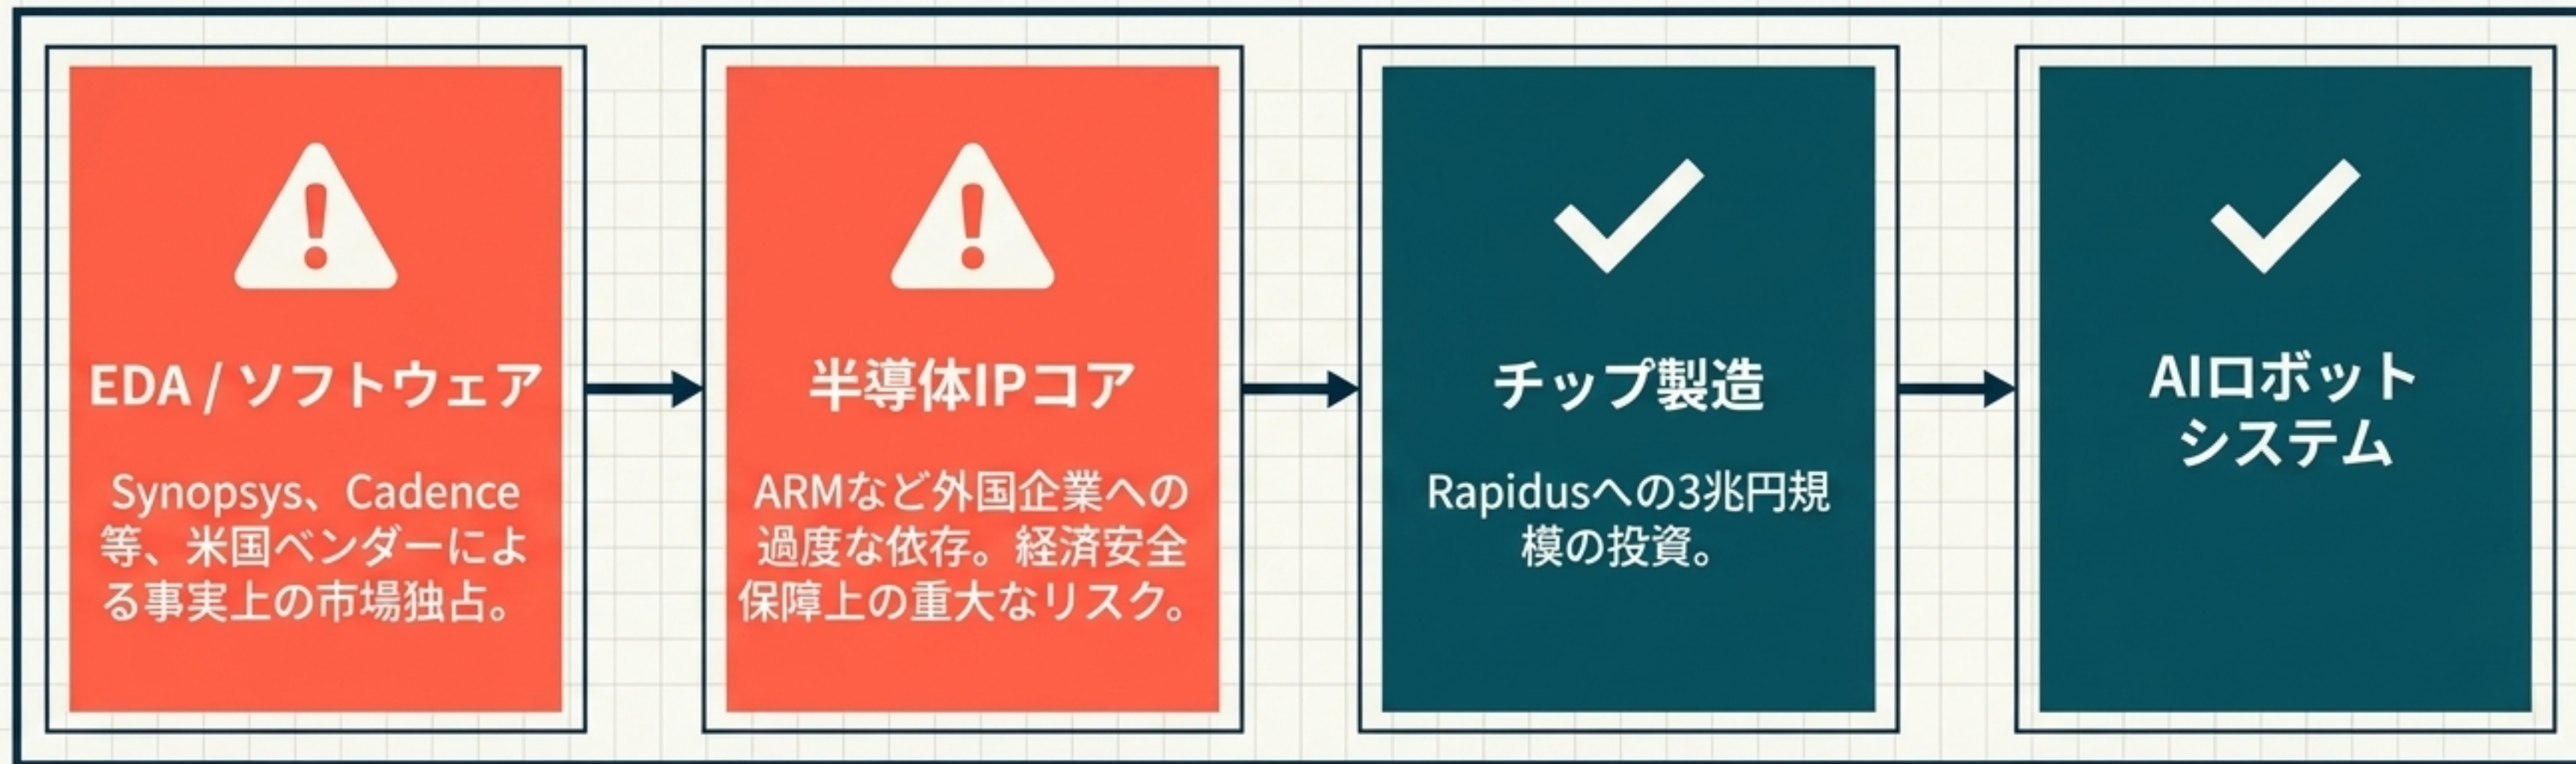 EDA / ソフトウェア
Synopsys、Cadence
等、米国ベンダーによ
る事実上の市場独占。
半導体IPコア
ARMなど外国企業への
過度な依存。経済安全
保障上の重大なリスク。
チップ製造
Rapidusへの3兆円規
模の投資。
AIロボット
システム